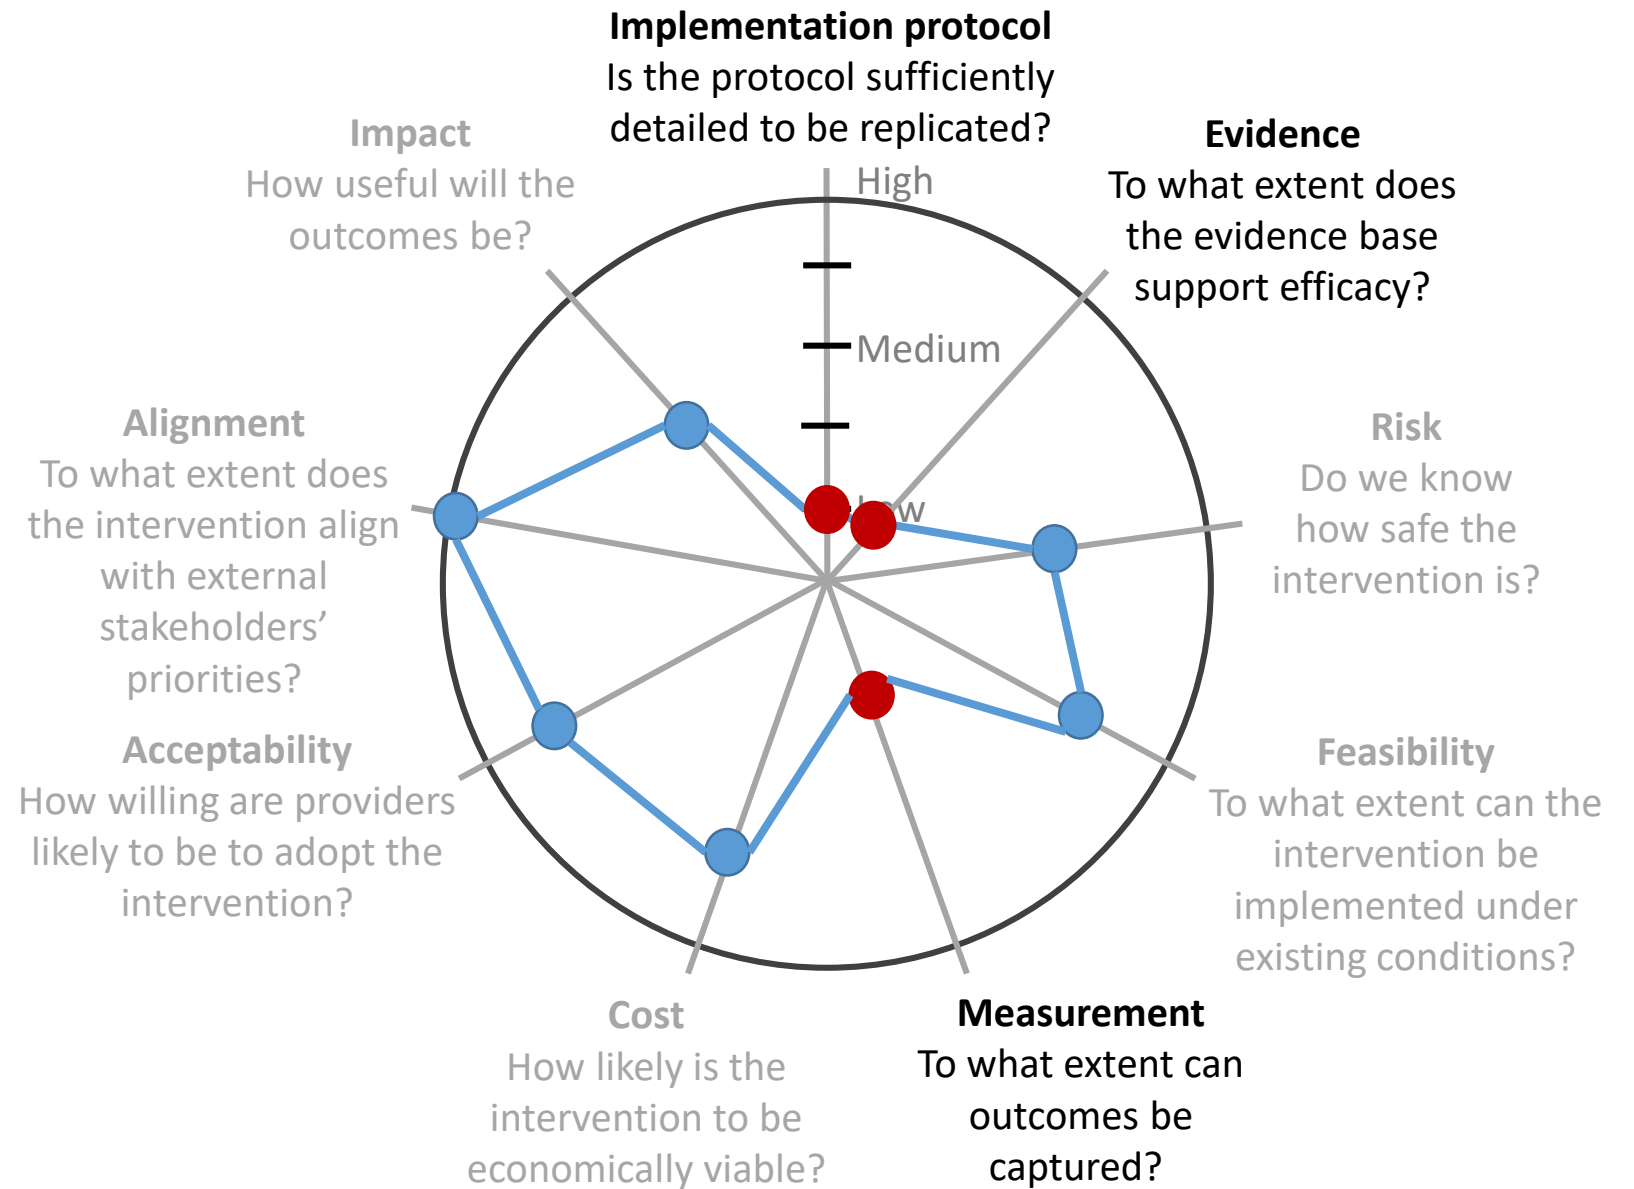 Implementation protocol
Is the protocol sufficiently
detailed to be replicated?
Impact
How useful will the
outcomes be?
Evidence
To what extent does
the evidence base
support efficacy?
High
Medium
Low
Alignment
To what extent does
the intervention align
with external
stakeholders’
priorities?
Risk
Do we know
how safe the
intervention is?
Acceptability
How willing are providers
likely to be to adopt the
intervention?
Feasibility
To what extent can the
intervention be
implemented under
existing conditions?
Cost
How likely is the
intervention to be
economically viable?
Measurement
To what extent can
outcomes be
captured?